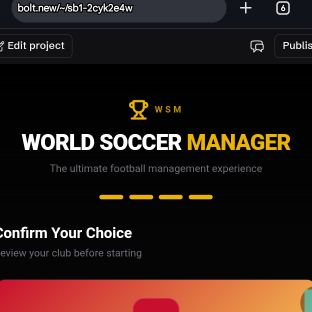 bolt.new/~/sb1-2cyk2e4w
6
Edit project
Publis
WSM
WORLD SOCCER MANAGER
The ultimate football management experience
Confirm Your Choice
eview your club before starting